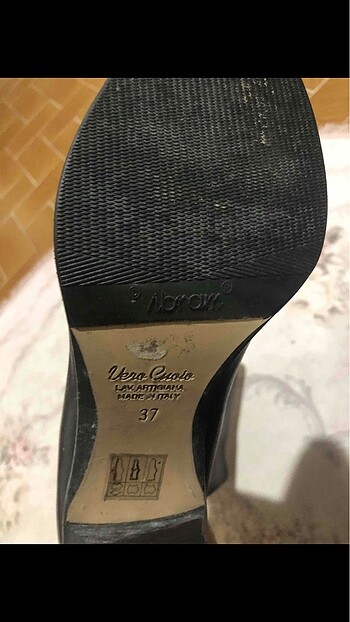 vibram
Vero Cuoio
LAV. ARTIGIANA
MADE IN ITALY
37